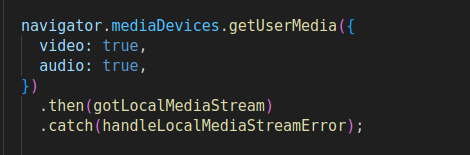 navigator.mediaDevices.getUserMedia({
  video: true,
  audio: true,
})
  .then(gotLocalMediaStream)
  .catch(handleLocalMediaStreamError);